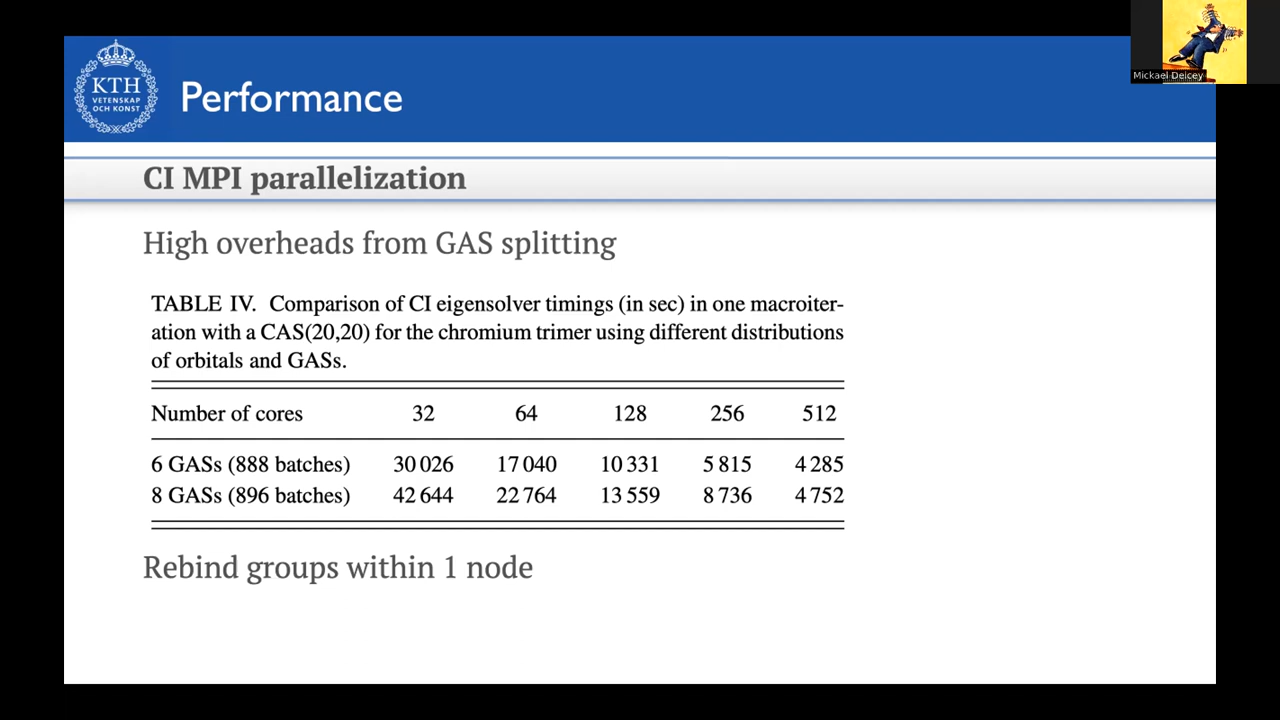 Mickael Delcey
KTH
VETENSKAP
OCH KONST
Performance
CI MPI parallelization
High overheads from GAS splitting
TABLE IV. Comparison of CI eigensolver timings (in sec) in one macroiter-
ation with a CAS(20,20) for the chromium trimer using different distributions
of orbitals and GASs.
Number of cores 32 64 128 256 512
6 GASs (888 batches) 30 026 17 040 10 331 5 815 4 285
8 GASs (896 batches) 42 644 22 764 13 559 8 736 4 752
Rebind groups within 1 node